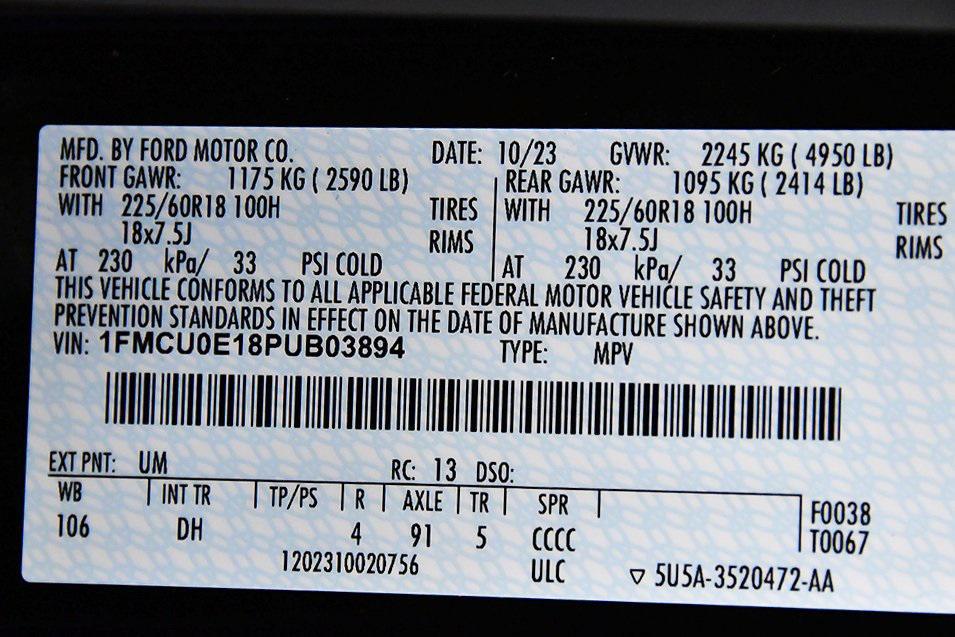 MFD. BY FORD MOTOR CO. DATE: 10/23 GVWR: 2245 KG ( 4950 LB)
FRONT GAWR: 1175 KG ( 2590 LB) REAR GAWR: 1095 KG ( 2414 LB)
WITH 225/60R18 100H TIRES WITH 225/60R18 100H TIRES
18x7.5J RIMS 18x7.5J RIMS
AT 230 kPa/ 33 PSI COLD AT 230 kPa/ 33 PSI COLD
THIS VEHICLE CONFORMS TO ALL APPLICABLE FEDERAL MOTOR VEHICLE SAFETY AND THEFT
PREVENTION STANDARDS IN EFFECT ON THE DATE OF MANUFACTURE SHOWN ABOVE.
VIN: 1FMCU0E18PUB03894 TYPE: MPV
EXT PNT: UM RC: 13 DSO:
WB INT TR TP/PS R AXLE TR SPR F0038
106 DH 4 91 5 CCCC T0067
1202310020756 ULC ▽ 5U5A-3520472-AA